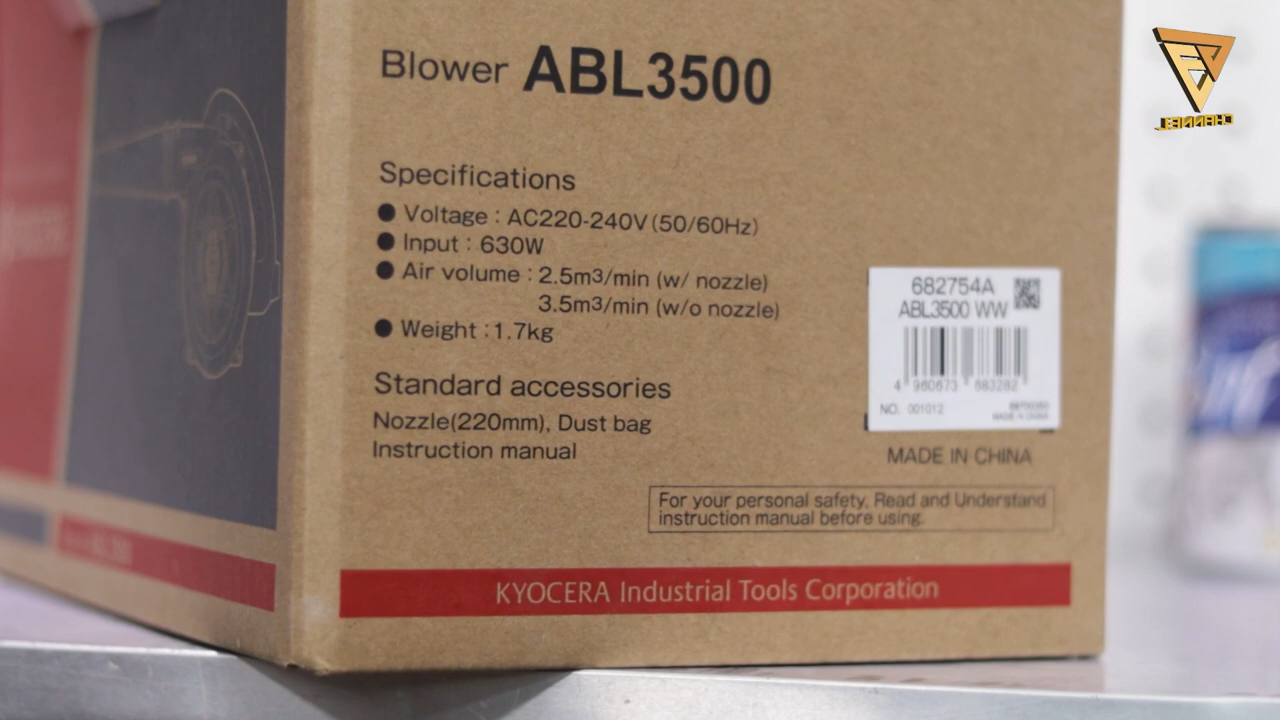 Blower ABL3500
Specifications
● Voltage : AC220-240V (50/60Hz)
● Input : 630W
● Air volume : 2.5m3/min (w/ nozzle)
3.5m3/min (w/o nozzle)
● Weight : 1.7kg
Standard accessories
Nozzle(220mm), Dust bag
Instruction manual
682754A
ABL3500 WW
4 960673 683282
NO. 001012
MADE IN CHINA
MADE IN CHINA
For your personal safety, Read and Understand
instruction manual before using.
KYOCERA Industrial Tools Corporation
CHANNEL